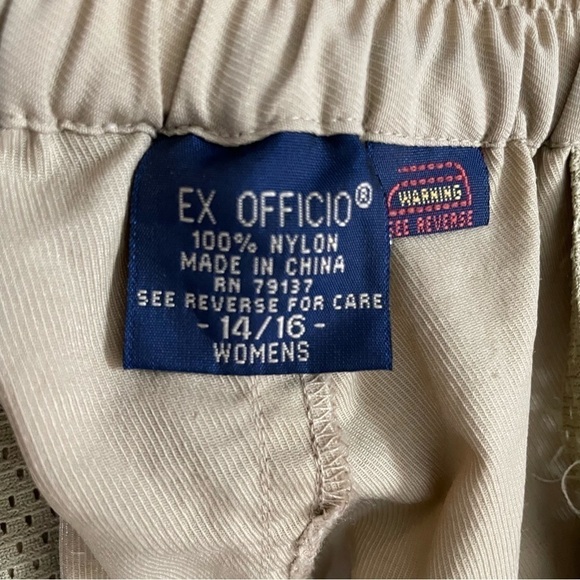 EX OFFICIO®
100% NYLON
MADE IN CHINA
RN 79137
SEE REVERSE FOR CARE
- 14/16 -
WOMENS
WARNING
SEE REVERSE